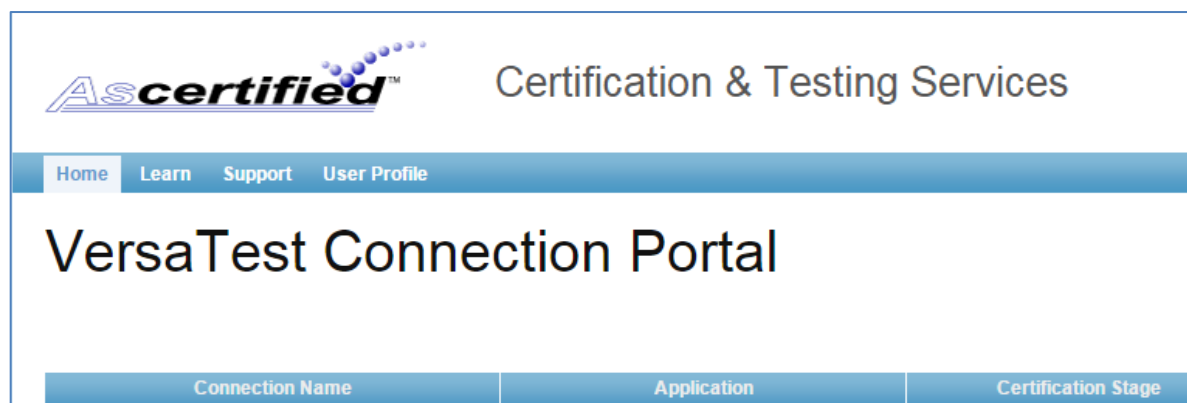 Ascertified™ Certification & Testing Services
Home Learn Support User Profile
VersaTest Connection Portal
Connection Name Application Certification Stage